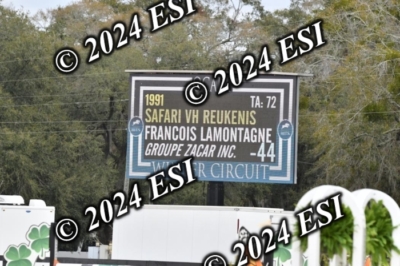 © 2024 ESI
© 2024 ESI
1991 TA: 72
SAFARI VH REUKENIS
FRANCOIS LAMONTAGNE
GROUPE ZACAR INC. -44
CIRCUIT
© 2024 ESI
© 2024 ESI
© 2024 ESI
© 2024 ESI